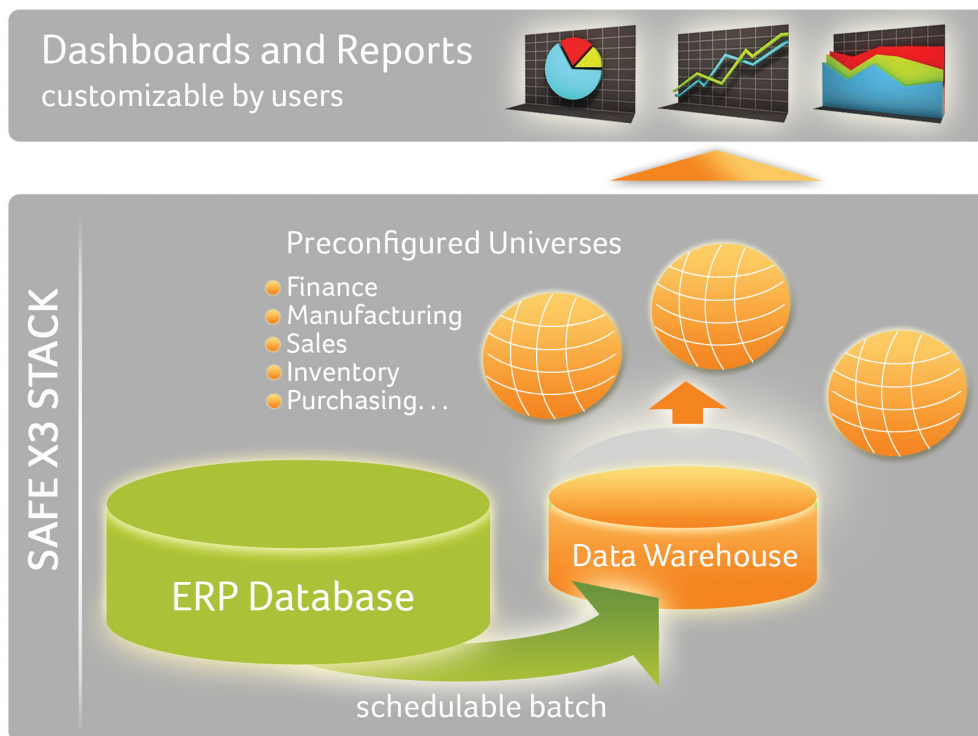 Dashboards and Reports
customizable by users
SAFE X3 STACK
Preconfigured Universes
Finance
Manufacturing
Sales
Inventory
Purchasing...
Data Warehouse
ERP Database
schedulable batch